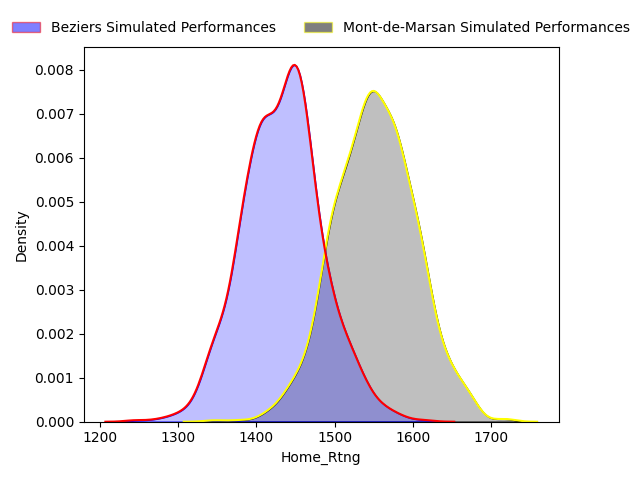 Beziers Simulated Performances Mont-de-Marsan Simulated Performances
0.008
0.007
0.006
0.005
0.004
0.003
0.002
0.001
0.000
Density
1200 1300 1400 1500 1600 1700
Home_Rtng